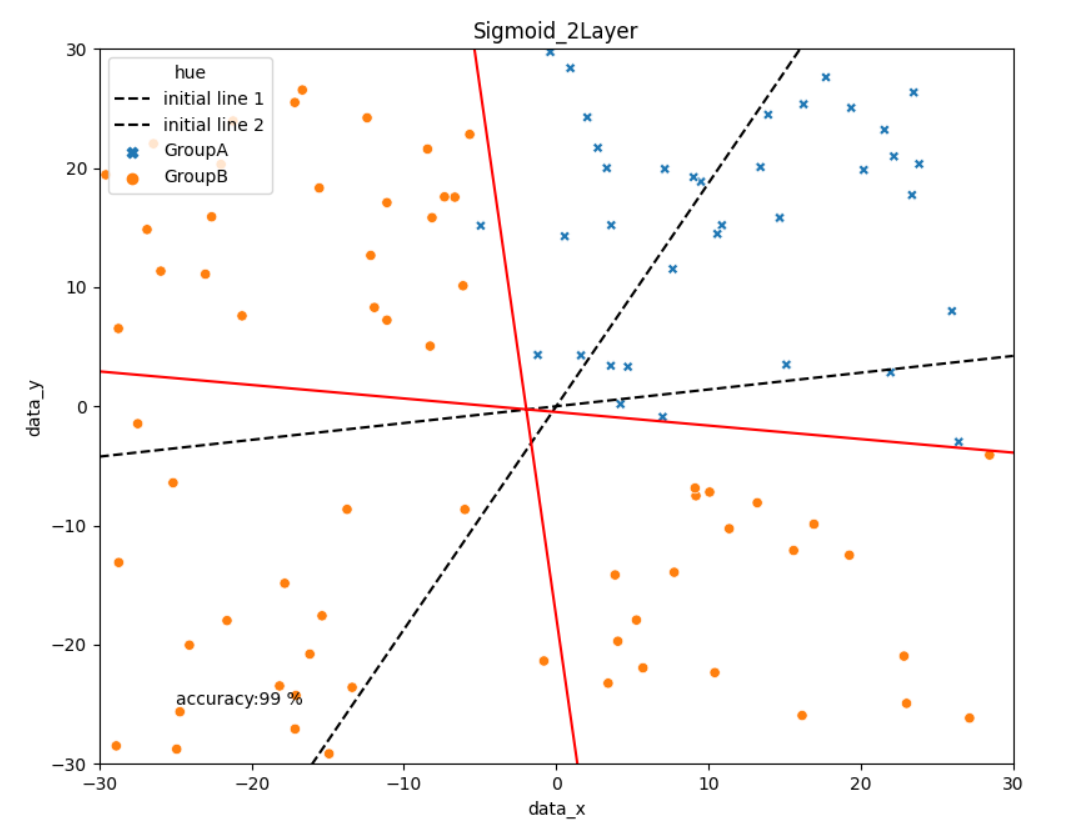 Sigmoid_2Layer
hue
initial line 1
initial line 2
GroupA
GroupB
30
20
10
0
−10
−20
−30
data_y
accuracy:99 %
−30
−20
−10
0
10
20
30
data_x